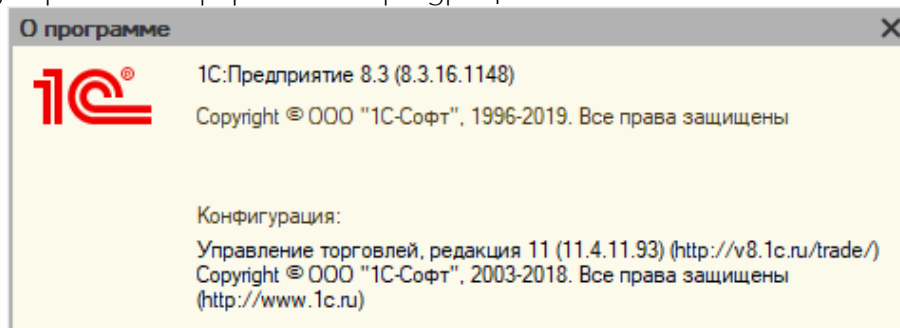 О программе
1С®
1С:Предприятие 8.3 (8.3.16.1148)
Copyright © ООО "1С-Софт", 1996-2019. Все права защищены
Конфигурация:
Управление торговлей, редакция 11 (11.4.11.93) (http://v8.1c.ru/trade/)
Copyright © ООО "1С-Софт", 2003-2018. Все права защищены
(http://www.1c.ru)